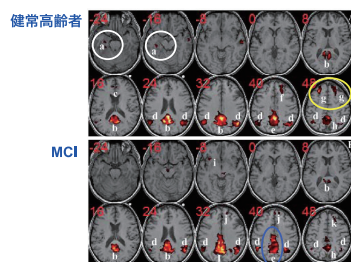 健常高齢者
-24 -16 -8 0 8
a a b
16 24 32 40 48
c f g g
d d d d d d d
b b b e h
MCI
-24 -16 -8 0 8
i b
16 24 32 40 48
j j k
d d d d d d d d d
b b h